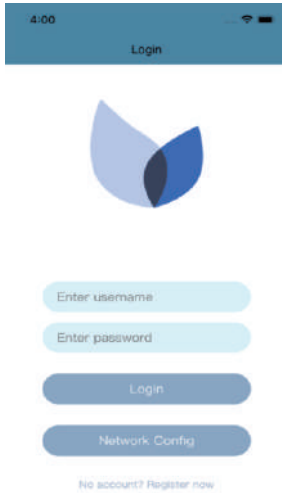 4:00
Login
Enter username
Enter password
Login
Network Config
No account? Register now